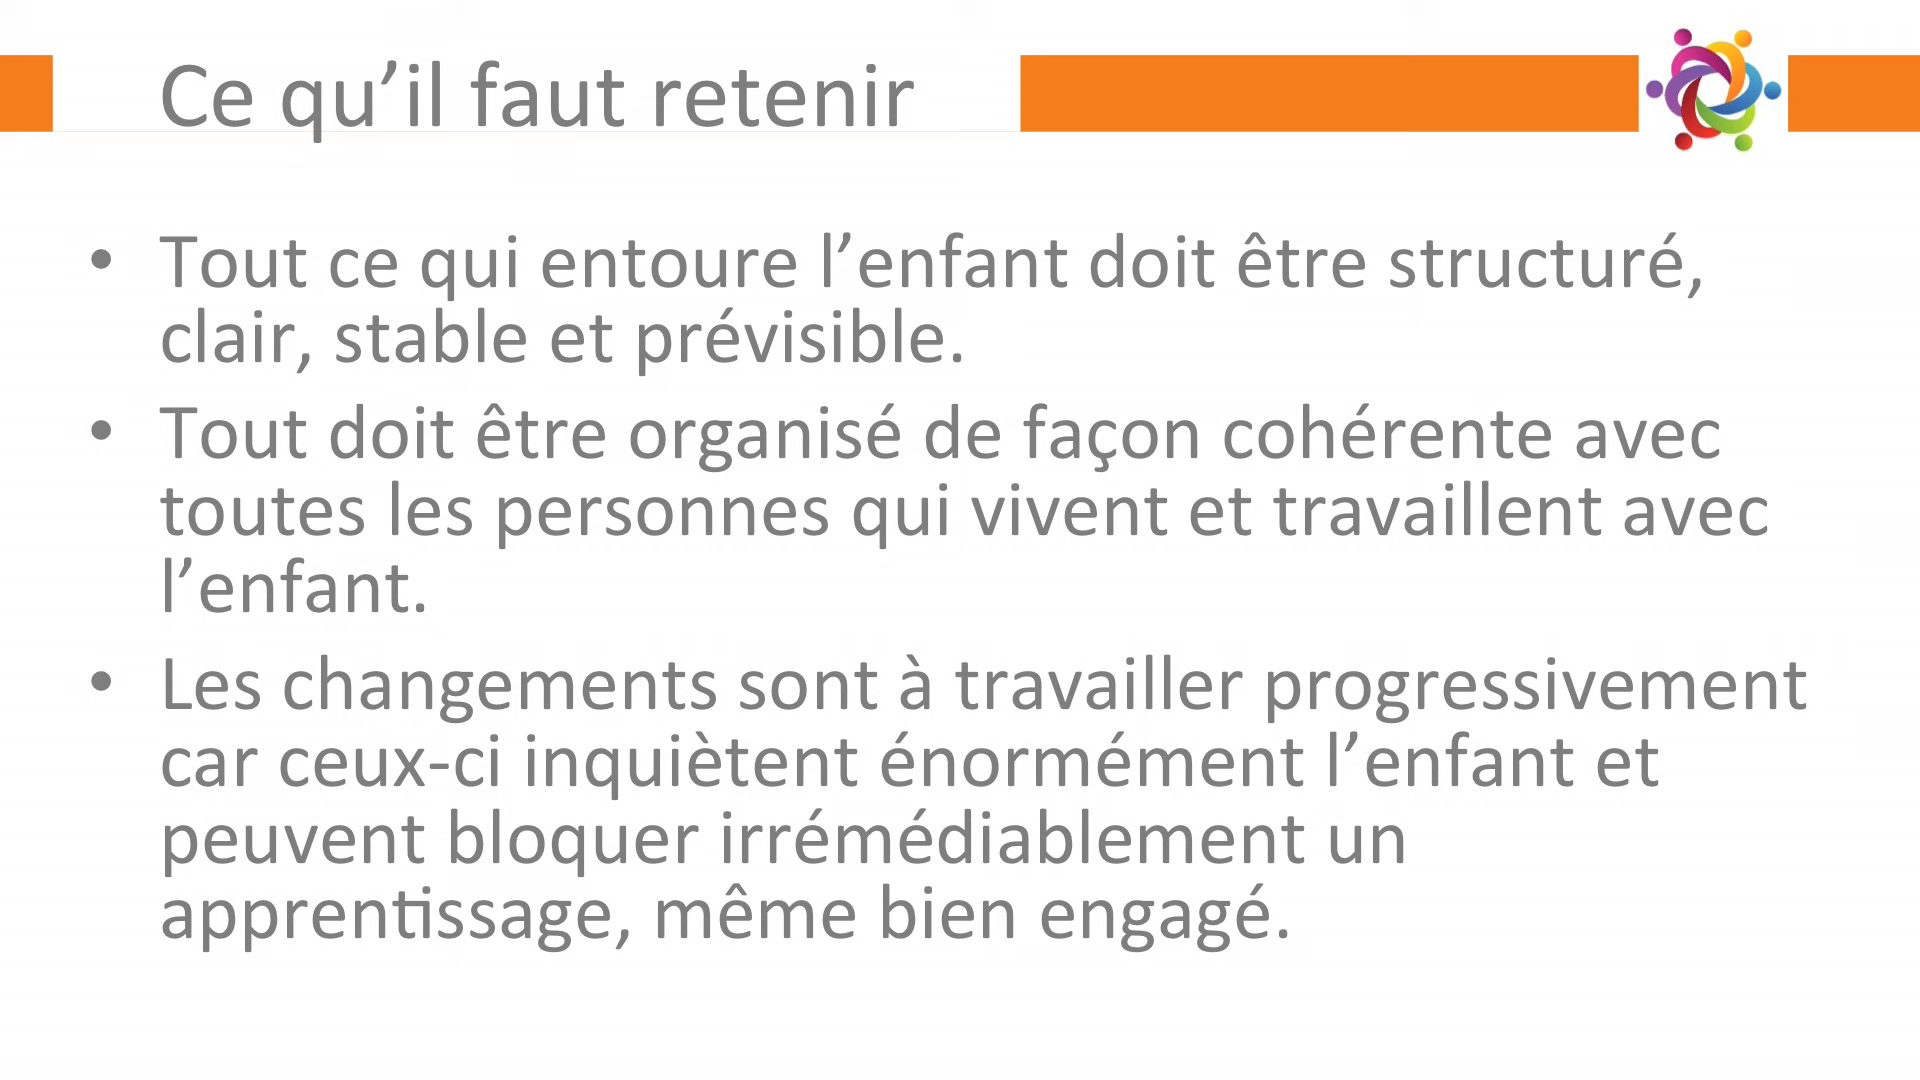 Ce qu’il faut retenir
• Tout ce qui entoure l’enfant doit être structuré,
clair, stable et prévisible.
• Tout doit être organisé de façon cohérente avec
toutes les personnes qui vivent et travaillent avec
l’enfant.
• Les changements sont à travailler progressivement
car ceux-ci inquiètent énormément l’enfant et
peuvent bloquer irrémédiablement un
apprentissage, même bien engagé.